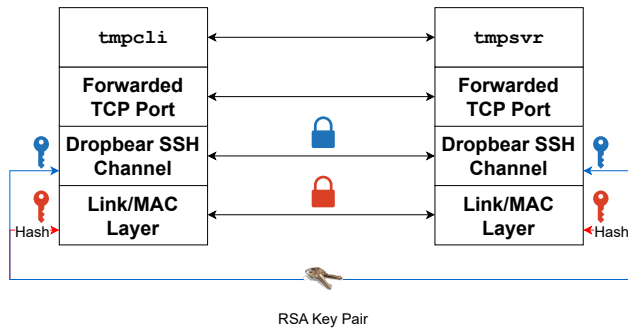 tmpcli
tmpsvr
Forwarded
TCP Port
Forwarded
TCP Port
Dropbear SSH
Channel
Dropbear SSH
Channel
Link/MAC
Layer
Link/MAC
Layer
Hash
Hash
RSA Key Pair